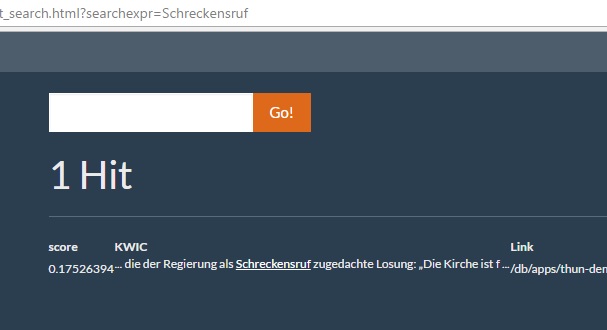 t_search.html?searchexpr=Schreckensruf
Go!
1 Hit
score KWIC Link
0.17526394 ... die der Regierung als Schreckensruf zugedachte Losung: „Die Kirche ist f ... /db/apps/thun-dem